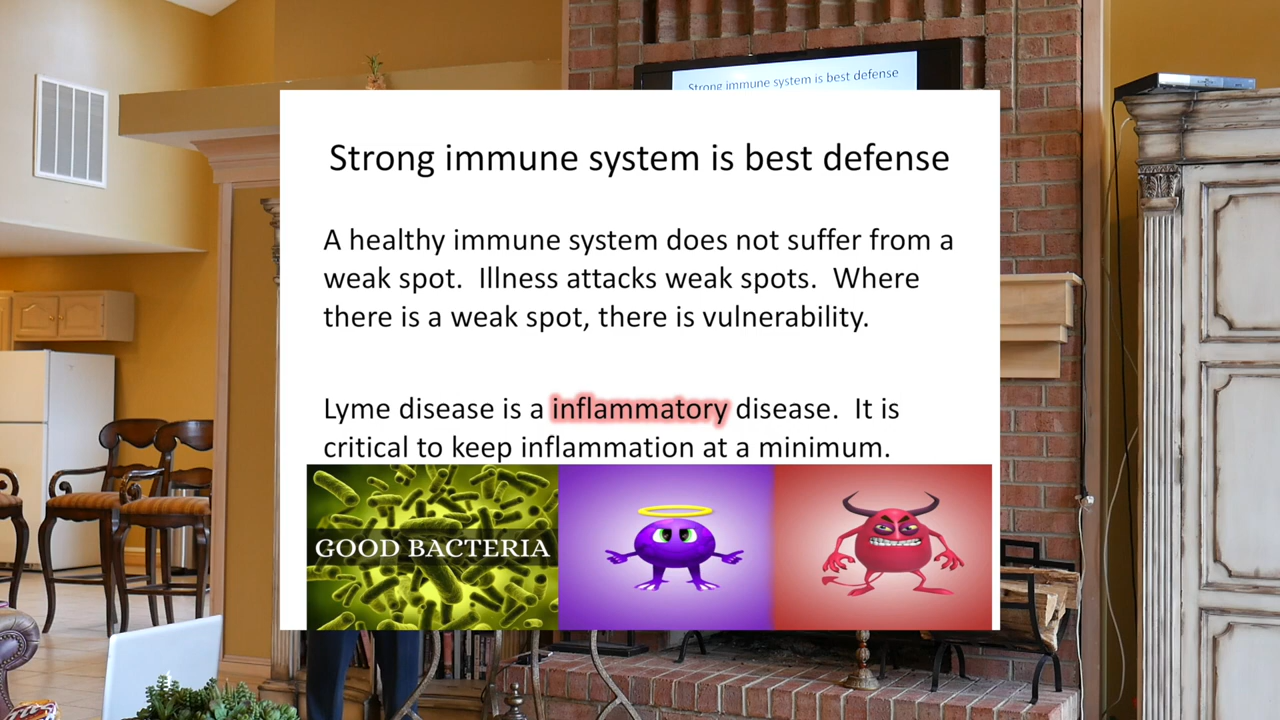 Strong immune system is best defense
Strong immune system is best defense
A healthy immune system does not suffer from a
weak spot.  Illness attacks weak spots.  Where
there is a weak spot, there is vulnerability.
Lyme disease is a inflammatory disease.  It is
critical to keep inflammation at a minimum.
GOOD BACTERIA